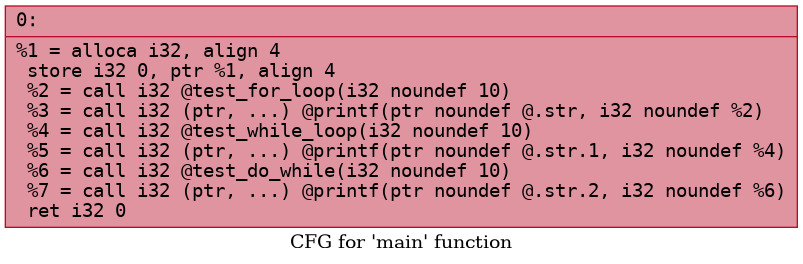 0:
%1 = alloca i32, align 4
store i32 0, ptr %1, align 4
%2 = call i32 @test_for_loop(i32 noundef 10)
%3 = call i32 (ptr, ...) @printf(ptr noundef @.str, i32 noundef %2)
%4 = call i32 @test_while_loop(i32 noundef 10)
%5 = call i32 (ptr, ...) @printf(ptr noundef @.str.1, i32 noundef %4)
%6 = call i32 @test_do_while(i32 noundef 10)
%7 = call i32 (ptr, ...) @printf(ptr noundef @.str.2, i32 noundef %6)
ret i32 0
CFG for 'main' function